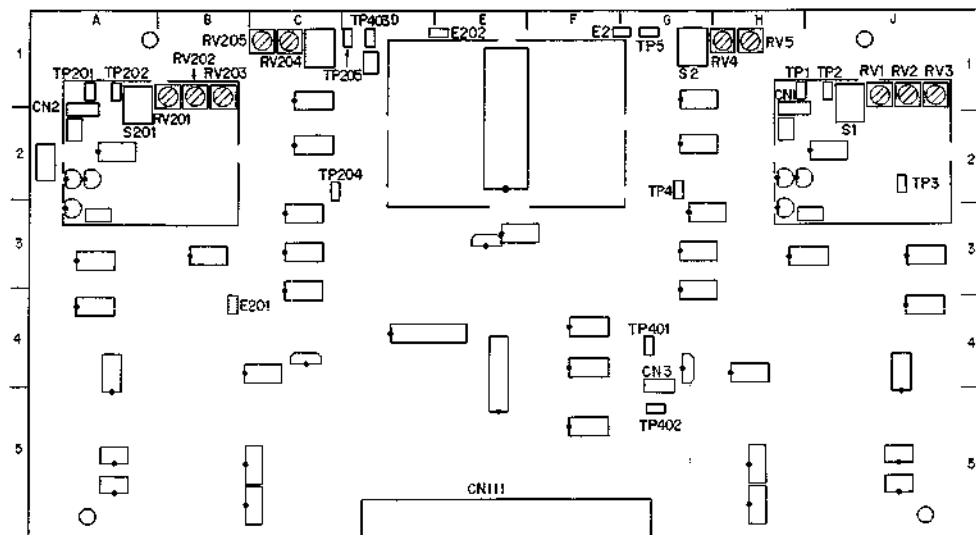 A B C D E F G H J
1
RV205
RV204
TP403
TP205
E202
E2
TP5
S2
RV4
RV5
1
RV202
TP201 TP202 RV203
CN2
S201
RV201
TP1 TP2 RV1 RV2 RV3
CN1
S1
2
TP204
TP4
TP3
2
3
3
E201
4
TP401
CN3
TP402
4
5
CN111
5